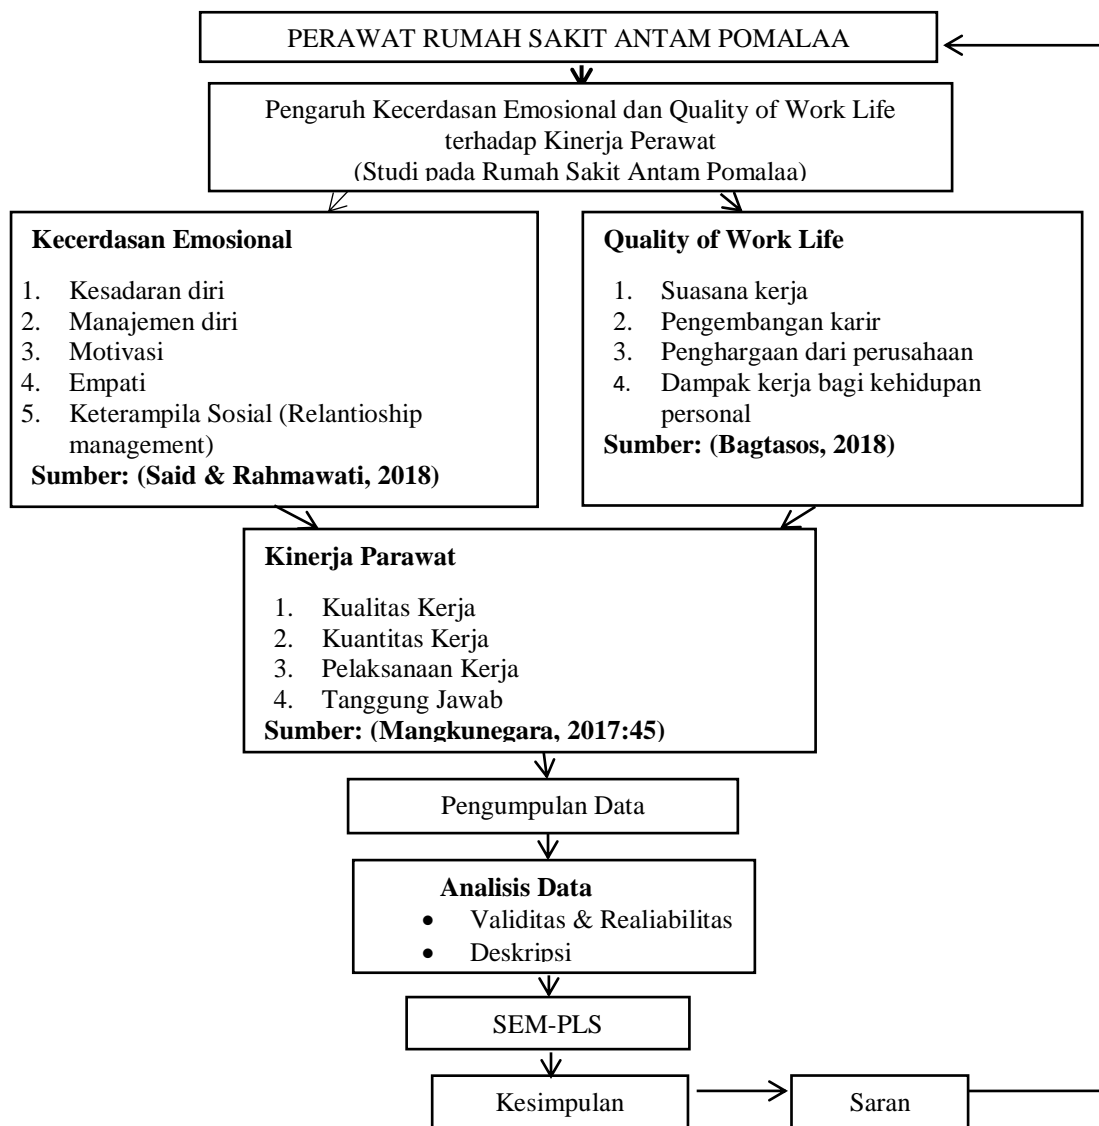 PERAWAT RUMAH SAKIT ANTAM POMALAA
Pengaruh Kecerdasan Emosional dan Quality of Work Life
terhadap Kinerja Perawat
(Studi pada Rumah Sakit Antam Pomalaa)
Kecerdasan Emosional
1. Kesadaran diri
2. Manajemen diri
3. Motivasi
4. Empati
5. Keterampila Sosial (Relantioship
management)
Sumber: (Said & Rahmawati, 2018)
Quality of Work Life
1. Suasana kerja
2. Pengembangan karir
3. Penghargaan dari perusahaan
4. Dampak kerja bagi kehidupan
personal
Sumber: (Bagtasos, 2018)
Kinerja Parawat
1. Kualitas Kerja
2. Kuantitas Kerja
3. Pelaksanaan Kerja
4. Tanggung Jawab
Sumber: (Mangkunegara, 2017:45)
Pengumpulan Data
Analisis Data
• Validitas & Realiabilitas
• Deskripsi
SEM-PLS
Kesimpulan
Saran